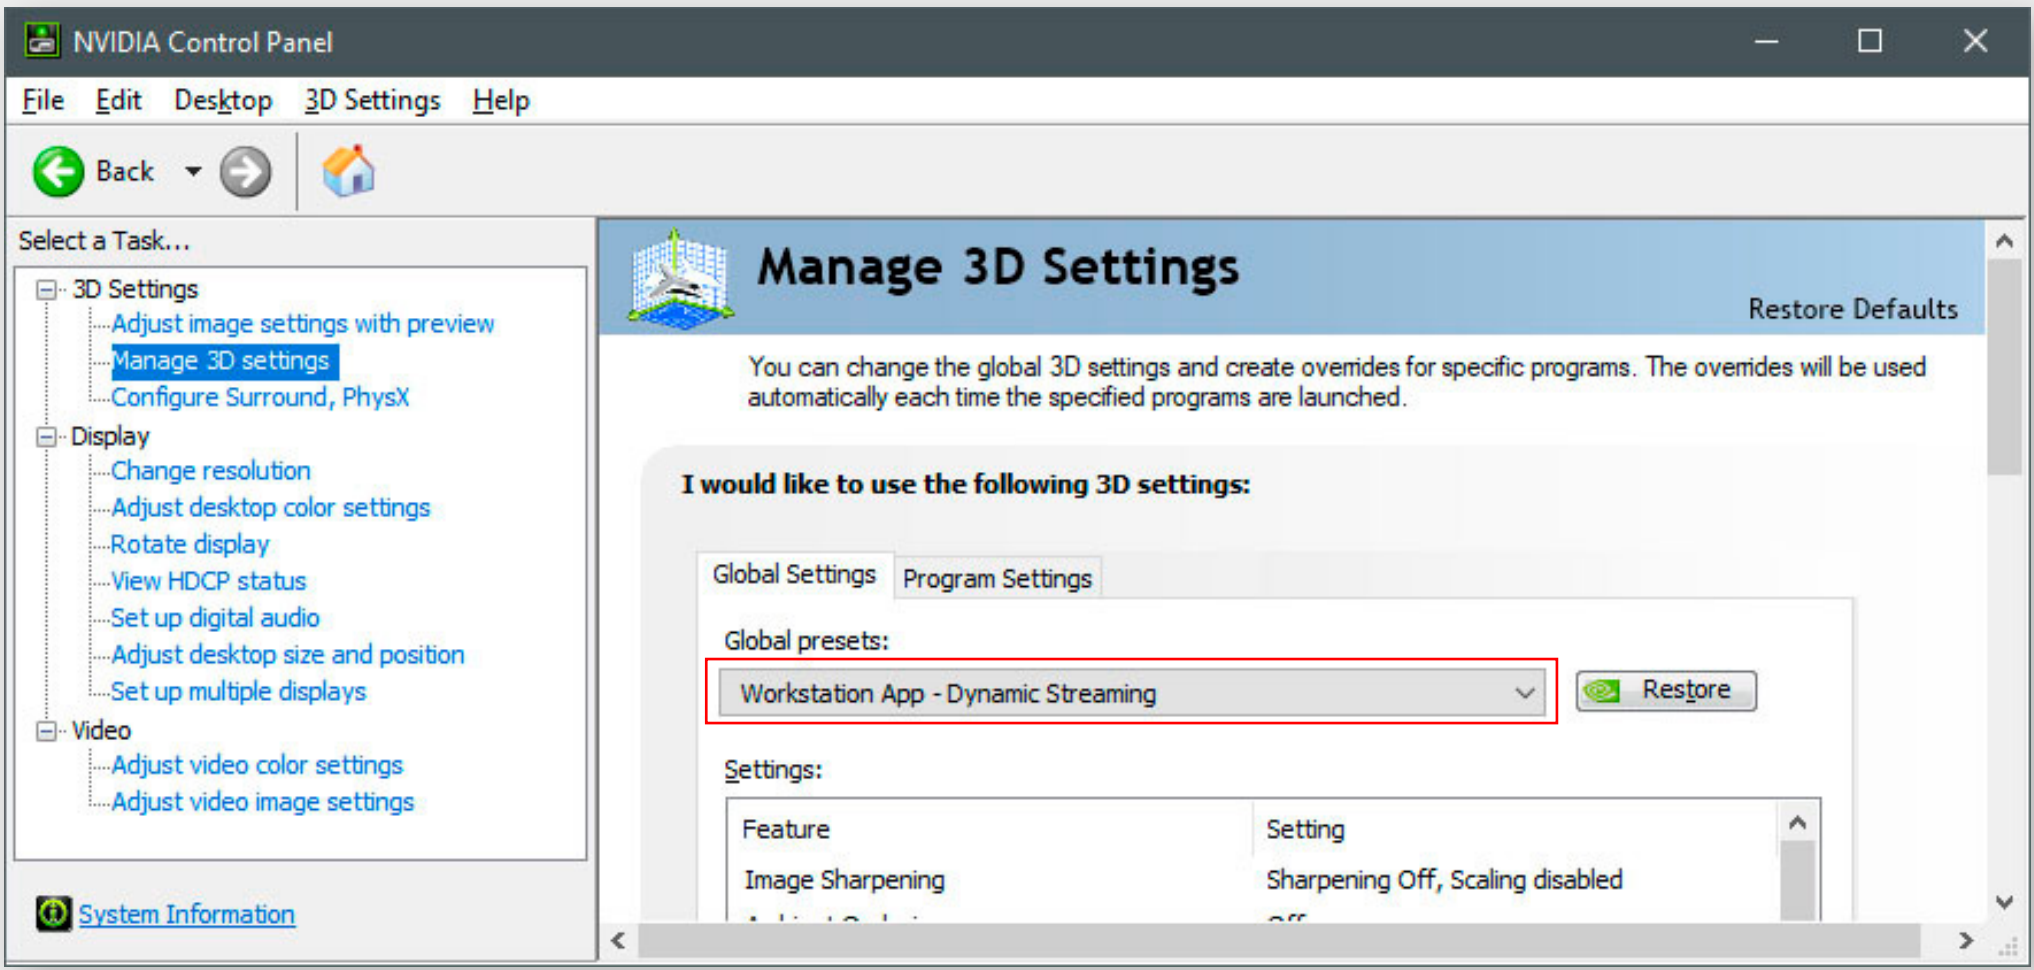 NVIDIA Control Panel
File Edit Desktop 3D Settings Help
Back
Select a Task...
3D Settings
Adjust image settings with preview
Manage 3D settings
Configure Surround, PhysX
Display
Change resolution
Adjust desktop color settings
Rotate display
View HDCP status
Set up digital audio
Adjust desktop size and position
Set up multiple displays
Video
Adjust video color settings
Adjust video image settings
System Information
Manage 3D Settings
Restore Defaults
You can change the global 3D settings and create overrides for specific programs. The overrides will be used
automatically each time the specified programs are launched.
I would like to use the following 3D settings:
Global Settings Program Settings
Global presets:
Workstation App - Dynamic Streaming
Restore
Settings:
Feature Setting
Image Sharpening Sharpening Off, Scaling disabled